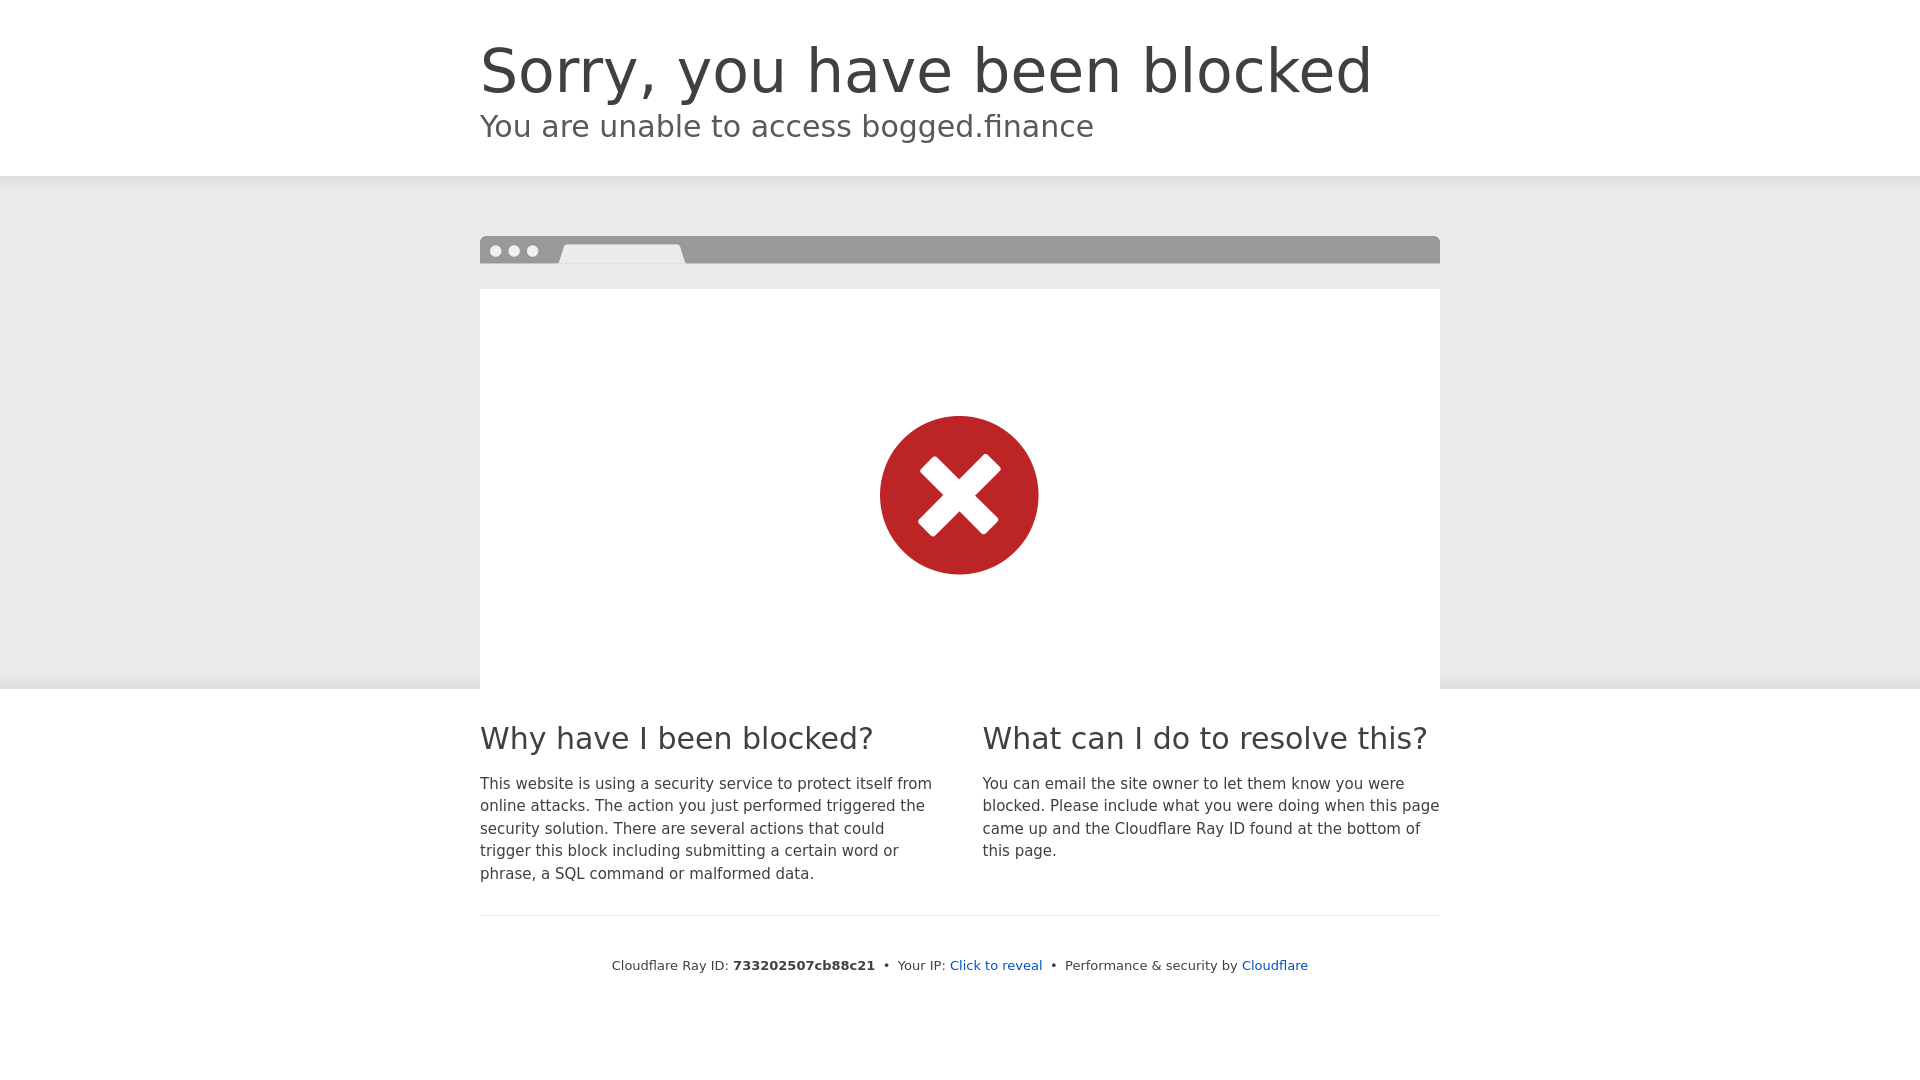 Sorry, you have been blocked
You are unable to access bogged.finance
Why have I been blocked?
This website is using a security service to protect itself from
online attacks. The action you just performed triggered the
security solution. There are several actions that could
trigger this block including submitting a certain word or
phrase, a SQL command or malformed data.
What can I do to resolve this?
You can email the site owner to let them know you were
blocked. Please include what you were doing when this page
came up and the Cloudflare Ray ID found at the bottom of
this page.
Cloudflare Ray ID: 733202507cb88c21 • Your IP: Click to reveal • Performance & security by Cloudflare